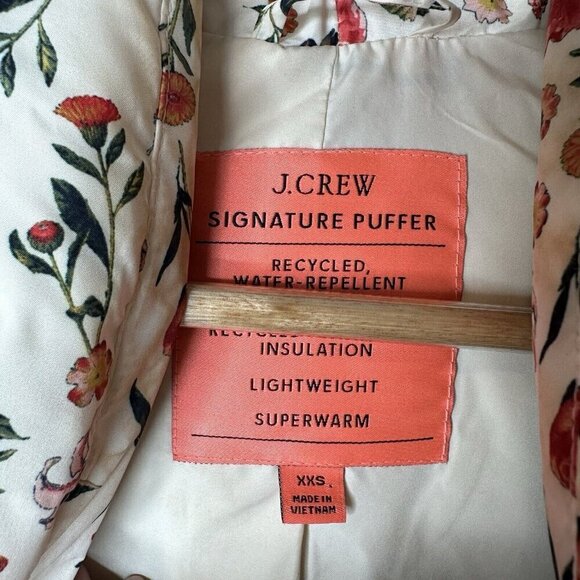 J.CREW
SIGNATURE PUFFER
RECYCLED,
WATER-REPELLENT
INSULATION
LIGHTWEIGHT
SUPERWARM
XXS
MADE IN
VIETNAM